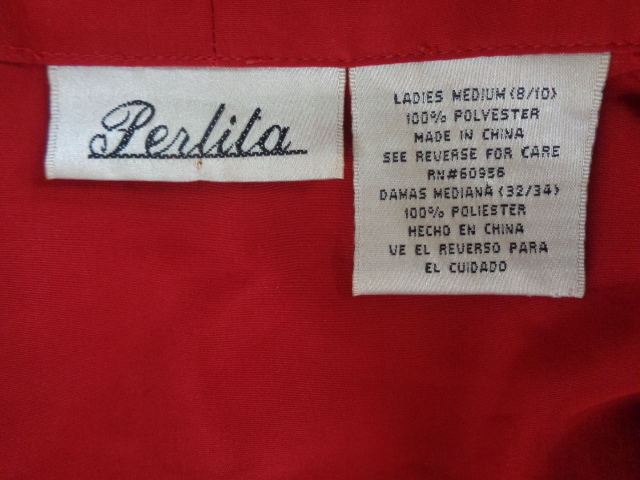 Perlita
LADIES MEDIUM (8/10)
100% POLYESTER
MADE IN CHINA
SEE REVERSE FOR CARE
RN#60956
DAMAS MEDIANA (32/34)
100% POLIESTER
HECHO EN CHINA
VE EL REVERSO PARA
EL CUIDADO